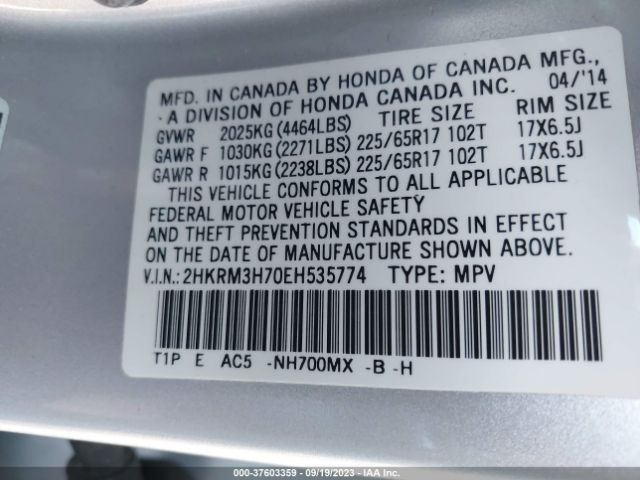 MFD. IN CANADA BY HONDA OF CANADA MFG.,
A DIVISION OF HONDA CANADA INC. 04/'14
GVWR 2025KG (4464LBS) TIRE SIZE RIM SIZE
GAWR F 1030KG (2271LBS) 225/65R17 102T 17X6.5J
GAWR R 1015KG (2238LBS) 225/65R17 102T 17X6.5J
THIS VEHICLE CONFORMS TO ALL APPLICABLE
FEDERAL MOTOR VEHICLE SAFETY
AND THEFT PREVENTION STANDARDS IN EFFECT
ON THE DATE OF MANUFACTURE SHOWN ABOVE.
V.I.N.: 2HKRM3H70EH535774 TYPE: MPV
T1P E AC5 -NH700MX -B -H
000-37603359 - 09/19/2023 - IAA Inc.